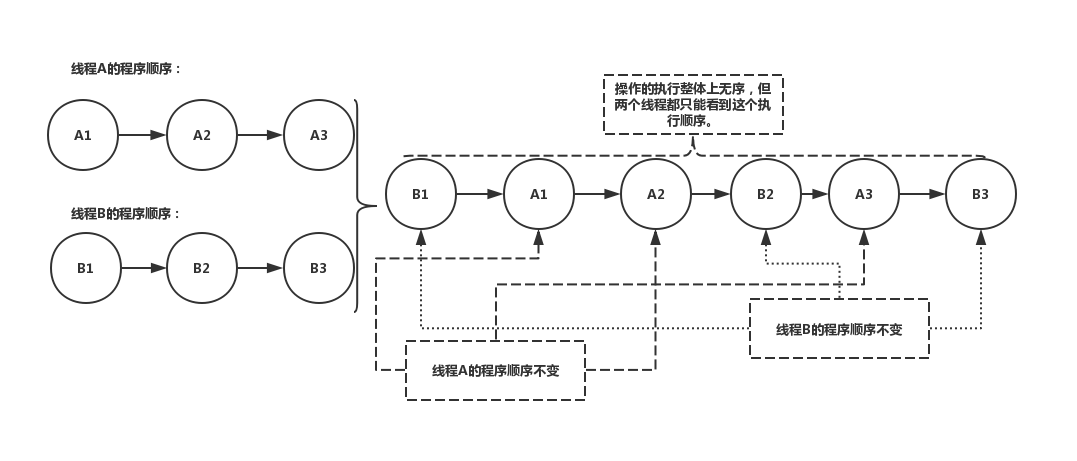 线程A的程序顺序：
A1
A2
A3
线程B的程序顺序：
B1
B2
B3
操作的执行整体上无序，但
两个线程都只能看到这个执
行顺序。
B1
A1
A2
B2
A3
B3
线程B的程序顺序不变
线程A的程序顺序不变